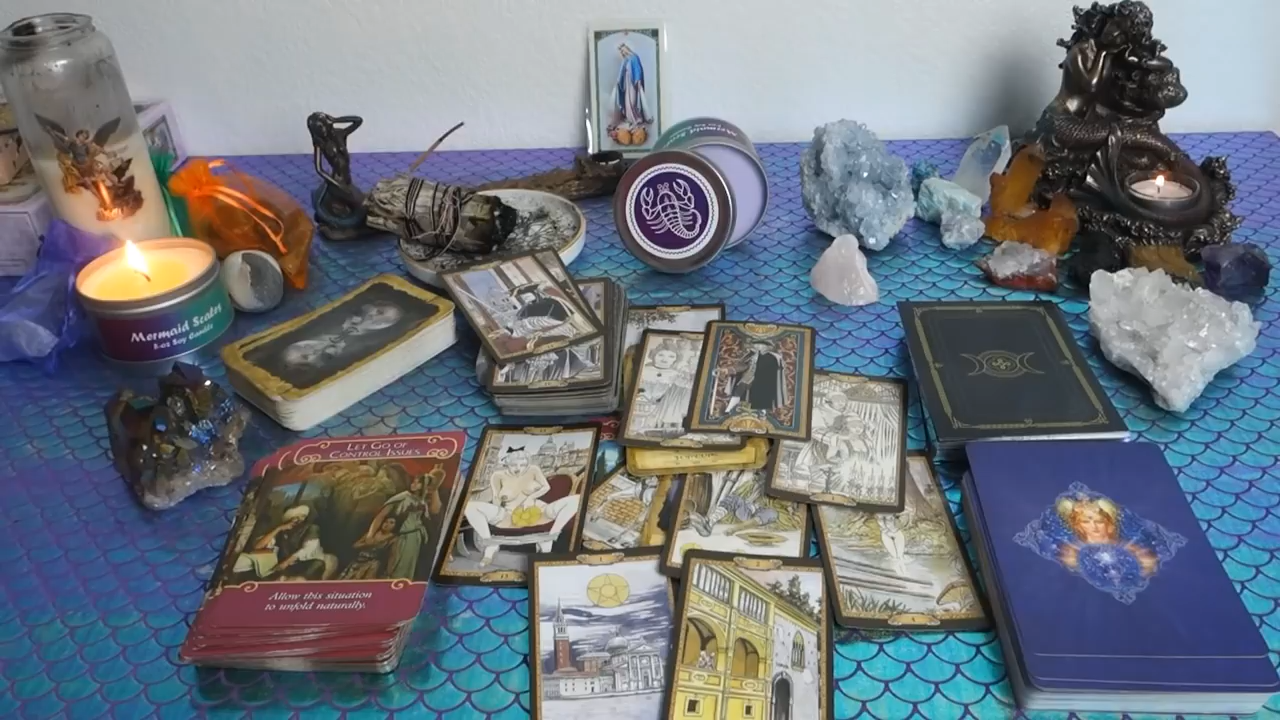 Mermaid Scales
8-oz Soy Candle
Let Go of
Control Issues
Allow this situation
to unfold naturally.